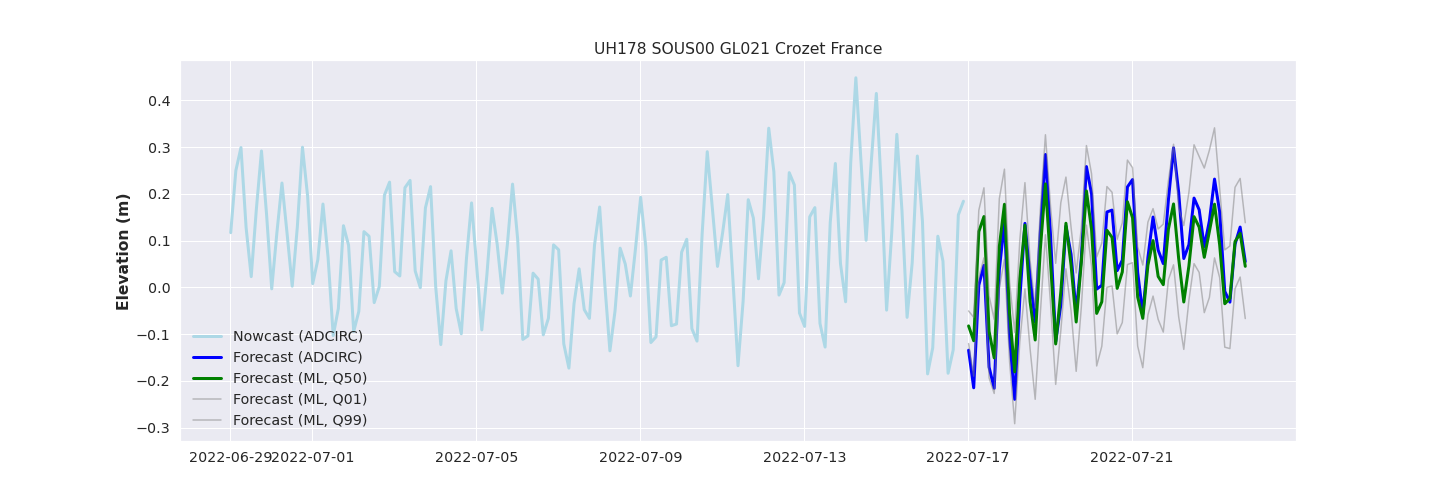 UH178 SOUS00 GL021 Crozet France
Elevation (m)
0.4
0.3
0.2
0.1
0.0
−0.1
−0.2
−0.3
Nowcast (ADCIRC)
Forecast (ADCIRC)
Forecast (ML, Q50)
Forecast (ML, Q01)
Forecast (ML, Q99)
2022-06-29 2022-07-01 2022-07-05 2022-07-09 2022-07-13 2022-07-17 2022-07-21